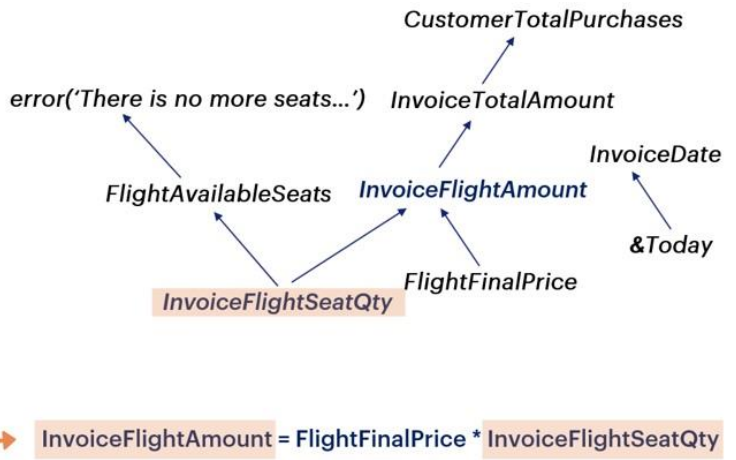 CustomerTotalPurchases
error('There is no more seats...') InvoiceTotalAmount
InvoiceDate
FlightAvailableSeats InvoiceFlightAmount
&Today
InvoiceFlightSeatQty FlightFinalPrice
InvoiceFlightAmount = FlightFinalPrice * InvoiceFlightSeatQty